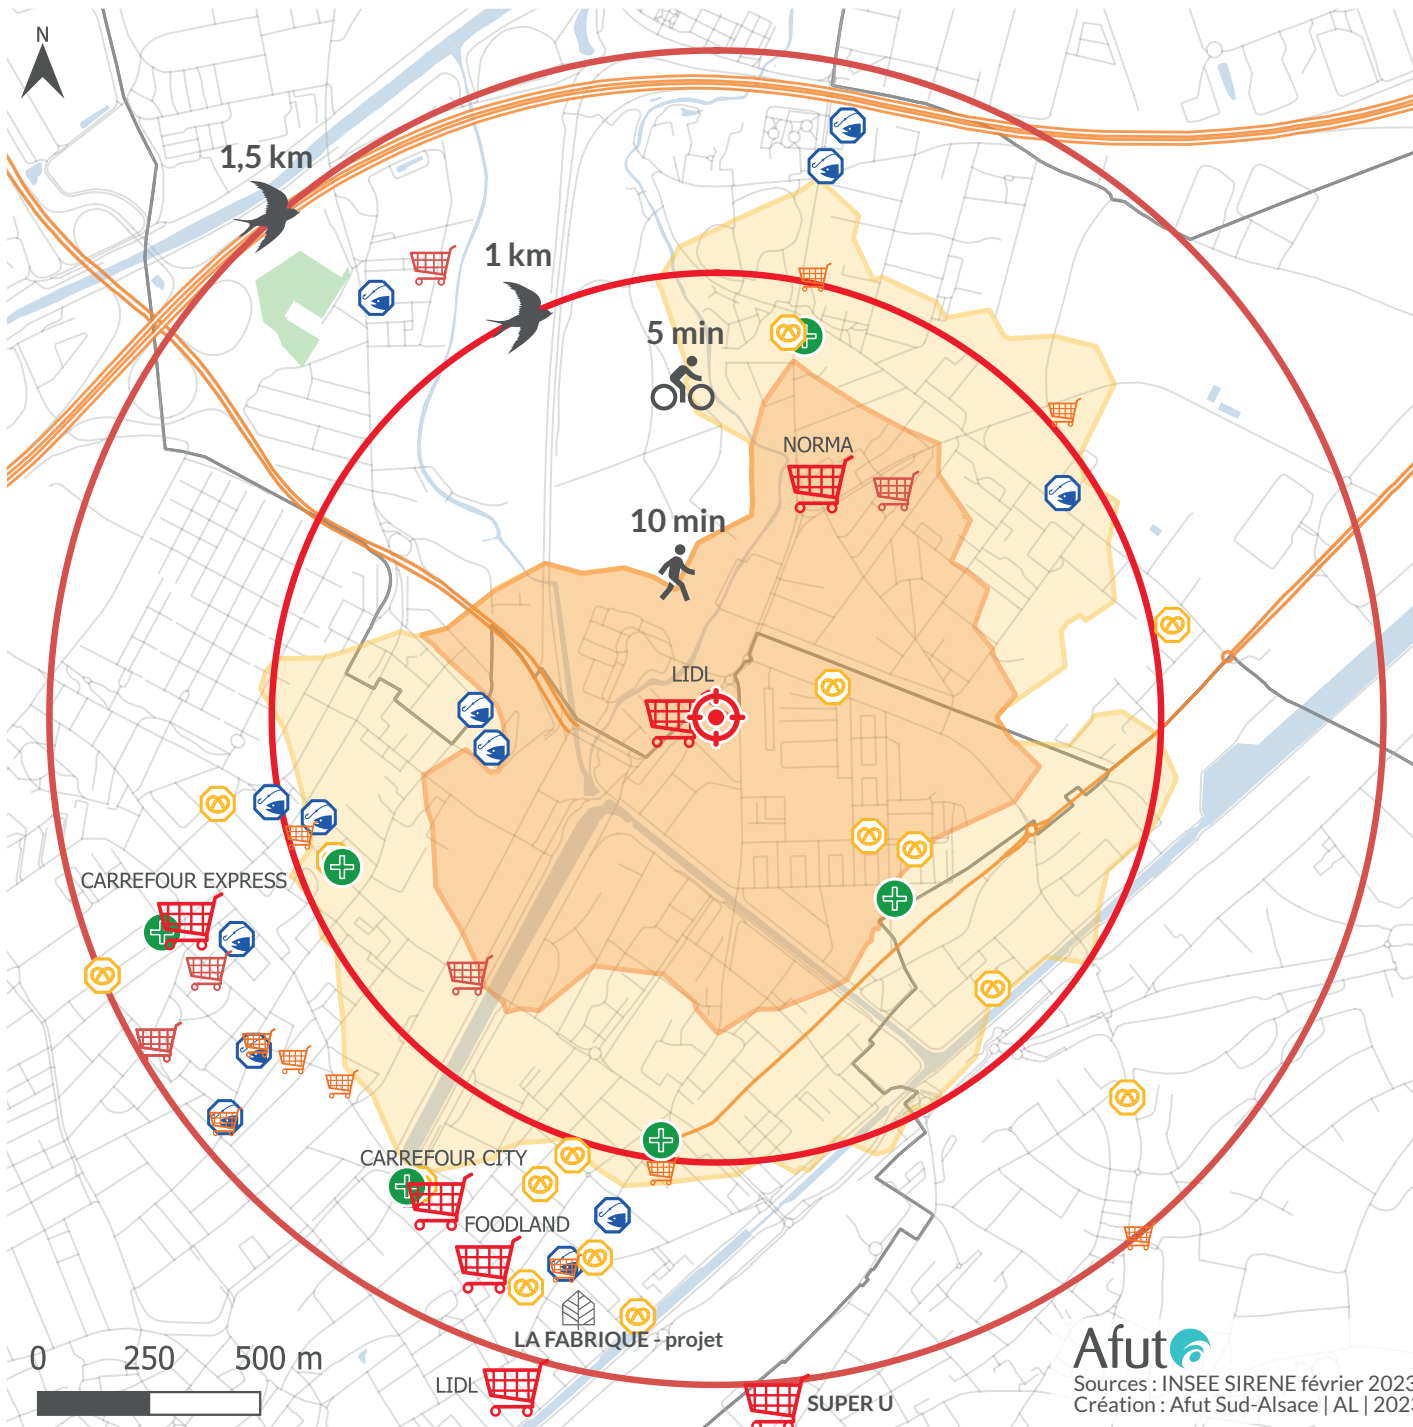 N
1,5 km
1 km
5 min
NORMA
10 min
LIDL
CARREFOUR EXPRESS
CARREFOUR CITY
FOODLAND
LA FABRIQUE - projet
0 250 500 m
LIDL
SUPER U
Afut
Sources : INSEE SIRENE février 2023
Création : Afut Sud-Alsace | AL | 2023